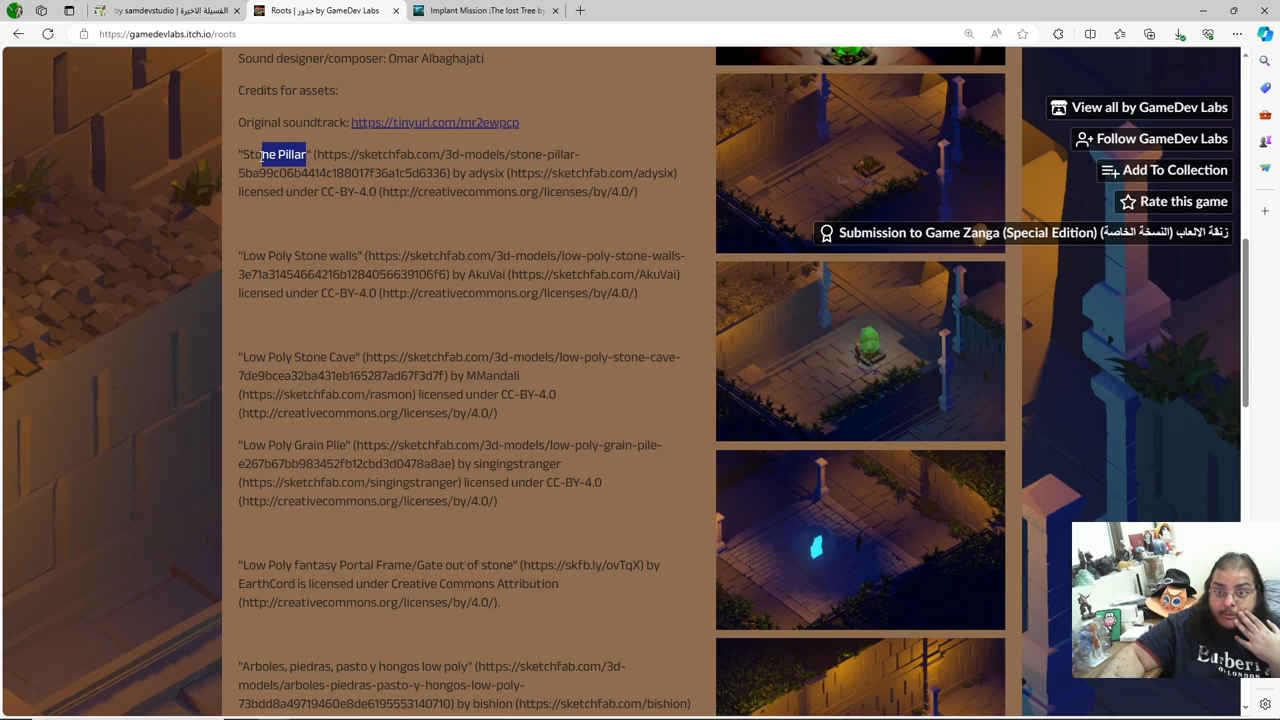 الفسيلة الاخيرة by samdevstudio |
Roots | جذور by GameDev Labs
Implant Mission :The lost Tree by
https://gamedevlabs.itch.io/roots
Sound designer/composer: Omar Albaghajati
Credits for assets:
Original soundtrack: https://tinyurl.com/mr2ewpcp
"Stone Pillar" (https://sketchfab.com/3d-models/stone-pillar-
5ba99c06b4414c188017f36a1c5d6336) by adysix (https://sketchfab.com/adysix)
licensed under CC-BY-4.0 (http://creativecommons.org/licenses/by/4.0/)
"Low Poly Stone walls" (https://sketchfab.com/3d-models/low-poly-stone-walls-
3e71a31454664216b1284056639106f6) by AkuVai (https://sketchfab.com/AkuVai)
licensed under CC-BY-4.0 (http://creativecommons.org/licenses/by/4.0/)
"Low Poly Stone Cave" (https://sketchfab.com/3d-models/low-poly-stone-cave-
7de9bcea32ba431eb165287ad67f3d7f) by MMandali
(https://sketchfab.com/rasmon) licensed under CC-BY-4.0
(http://creativecommons.org/licenses/by/4.0/)
"Low Poly Grain Pile" (https://sketchfab.com/3d-models/low-poly-grain-pile-
e267b67bb983452fb12cbd3d0478a8ae) by singingstranger
(https://sketchfab.com/singingstranger) licensed under CC-BY-4.0
(http://creativecommons.org/licenses/by/4.0/)
"Low Poly fantasy Portal Frame/Gate out of stone" (https://skfb.ly/ovTqX) by
EarthCord is licensed under Creative Commons Attribution
(http://creativecommons.org/licenses/by/4.0/).
"Arboles, piedras, pasto y hongos low poly" (https://sketchfab.com/3d-
models/arboles-piedras-pasto-y-hongos-low-poly-
73bdd8a49719460e8de6195553140710) by bishion (https://sketchfab.com/bishion)
View all by GameDev Labs
Follow GameDev Labs
Add To Collection
Rate this game
Submission to Game Zanga (Special Edition) زنقة الالعاب (النسخة الخاصة)
Burberry
LONDON